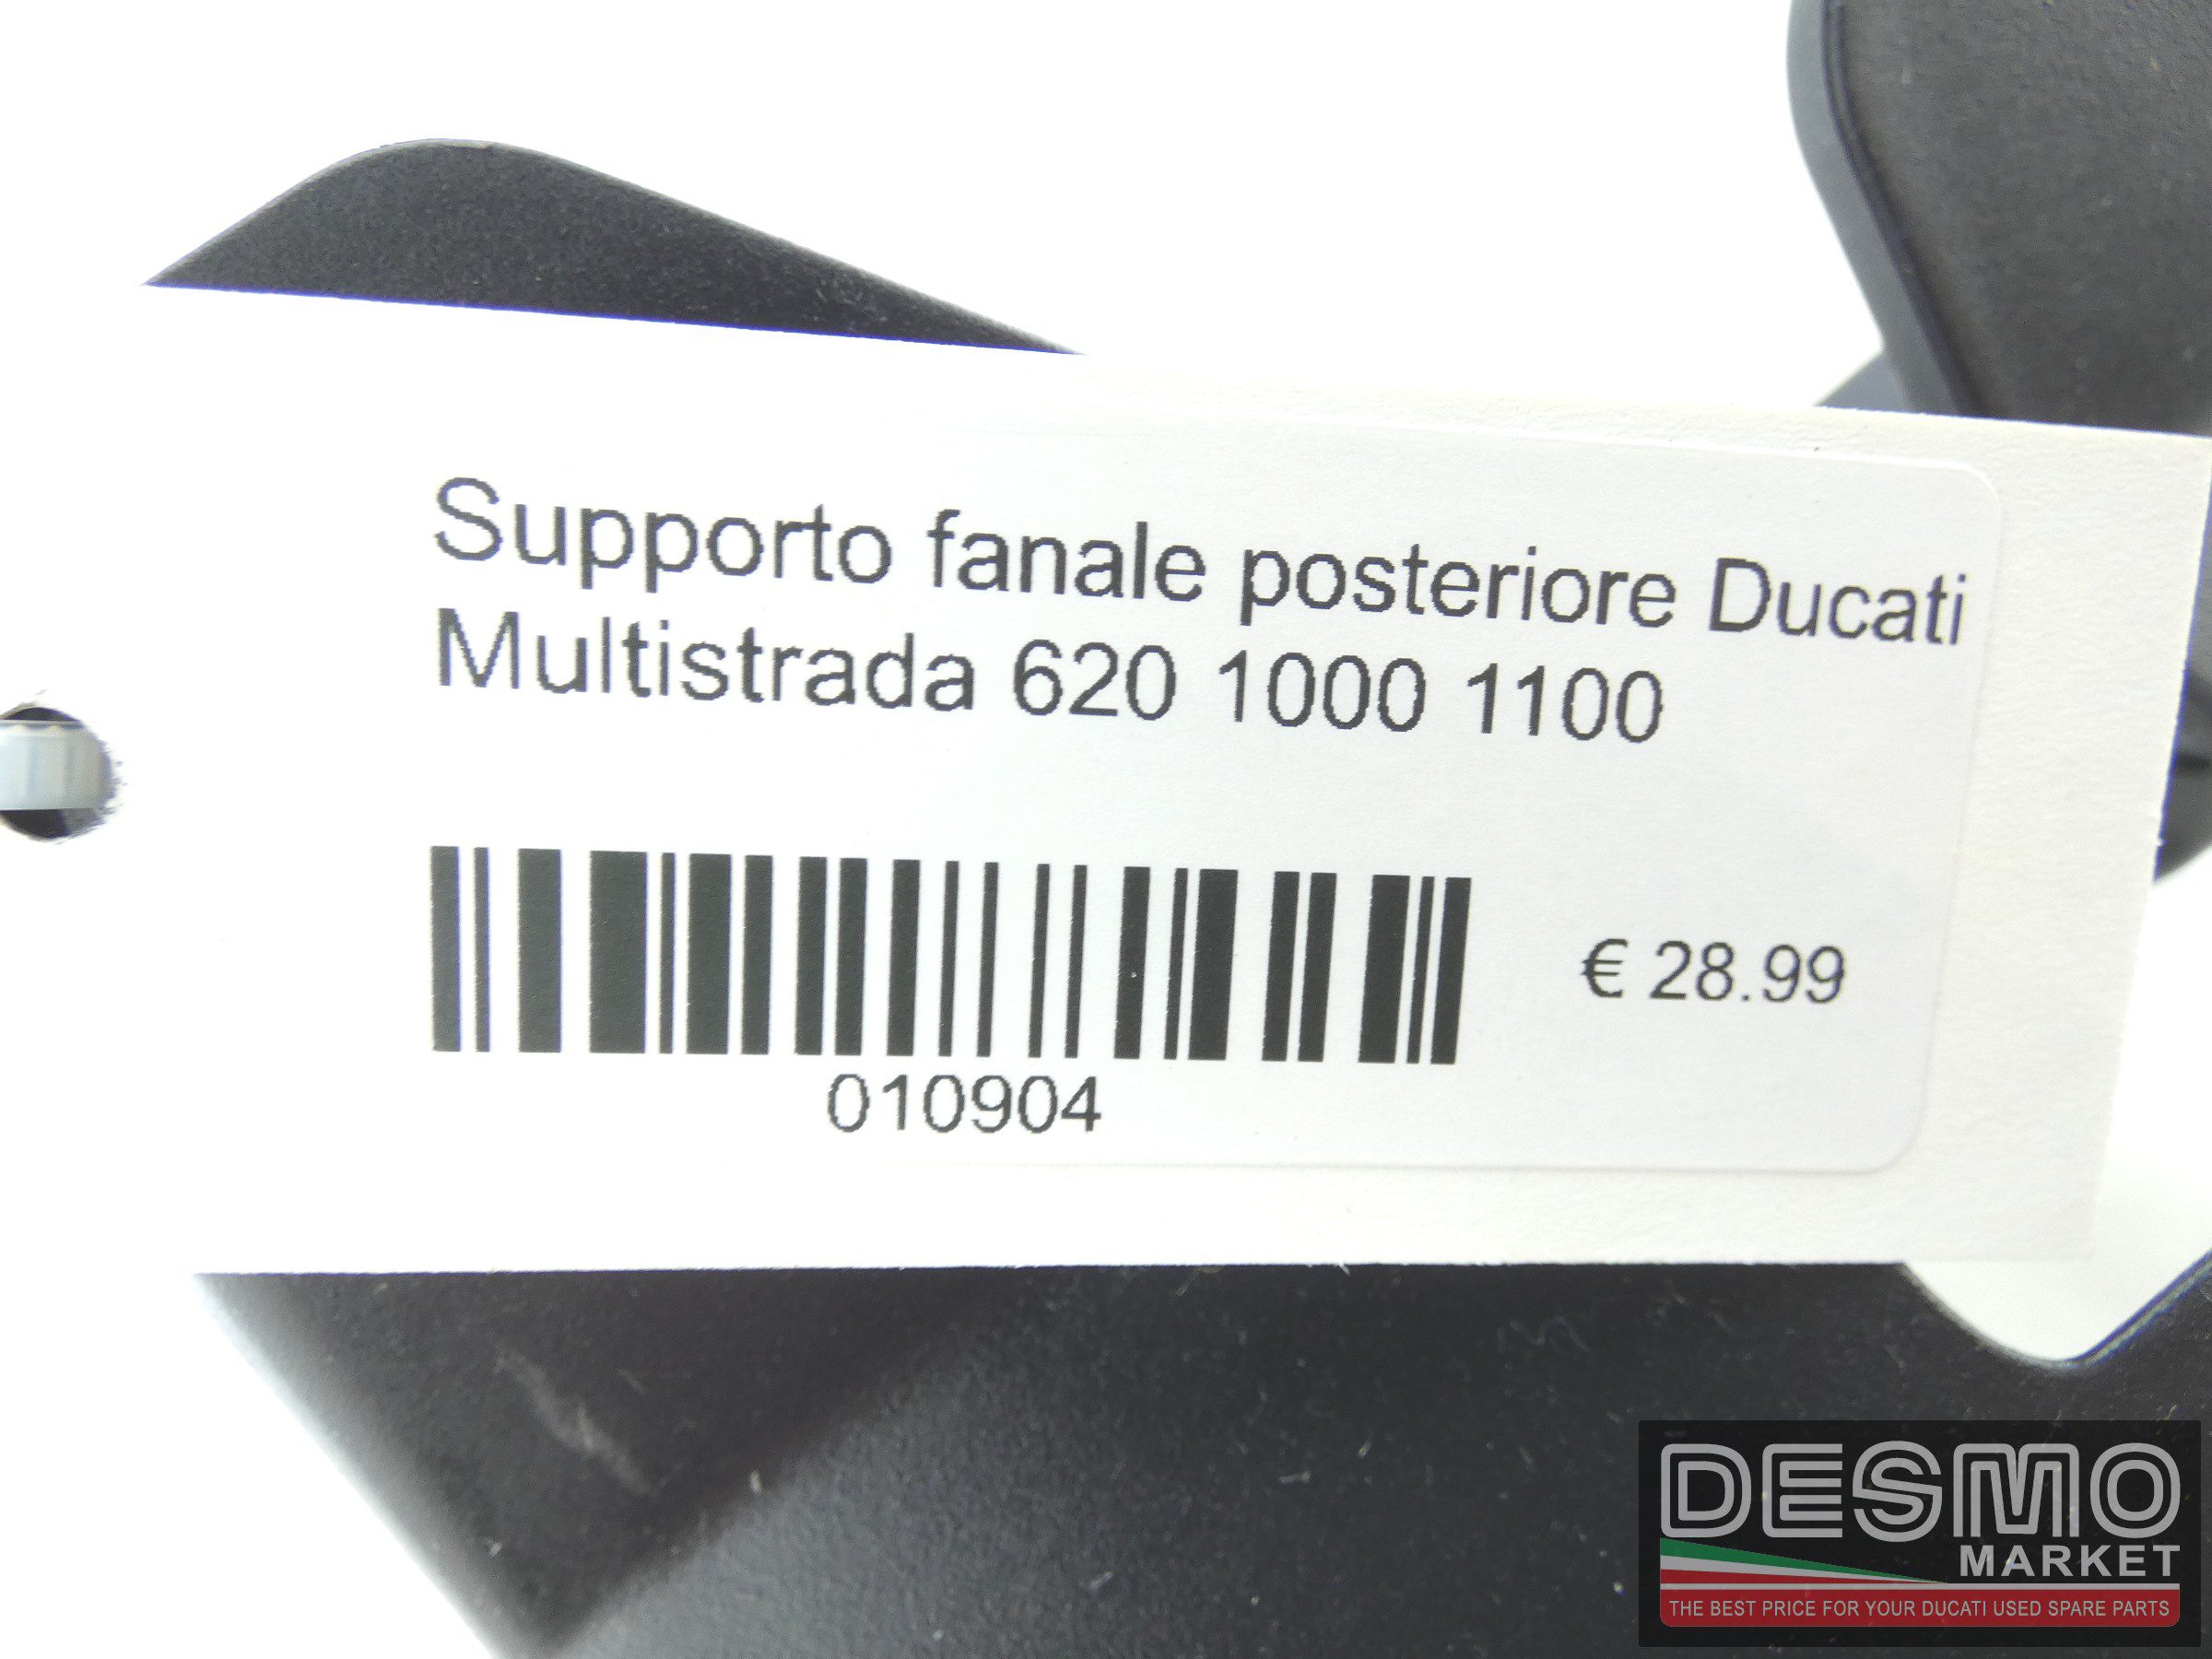 Supporto fanale posteriore Ducati
Multistrada 620 1000 1100
€ 28.99
010904
DESMO
MARKET
THE BEST PRICE FOR YOUR DUCATI USED SPARE PARTS